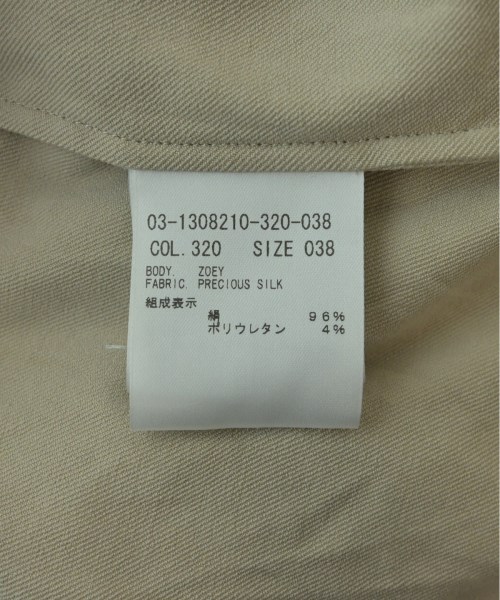 03-1308210-320-038
COL. 320 SIZE 038
BODY. ZOEY
FABRIC. PRECIOUS SILK
組成表示
絹 96%
ポリウレタン 4%